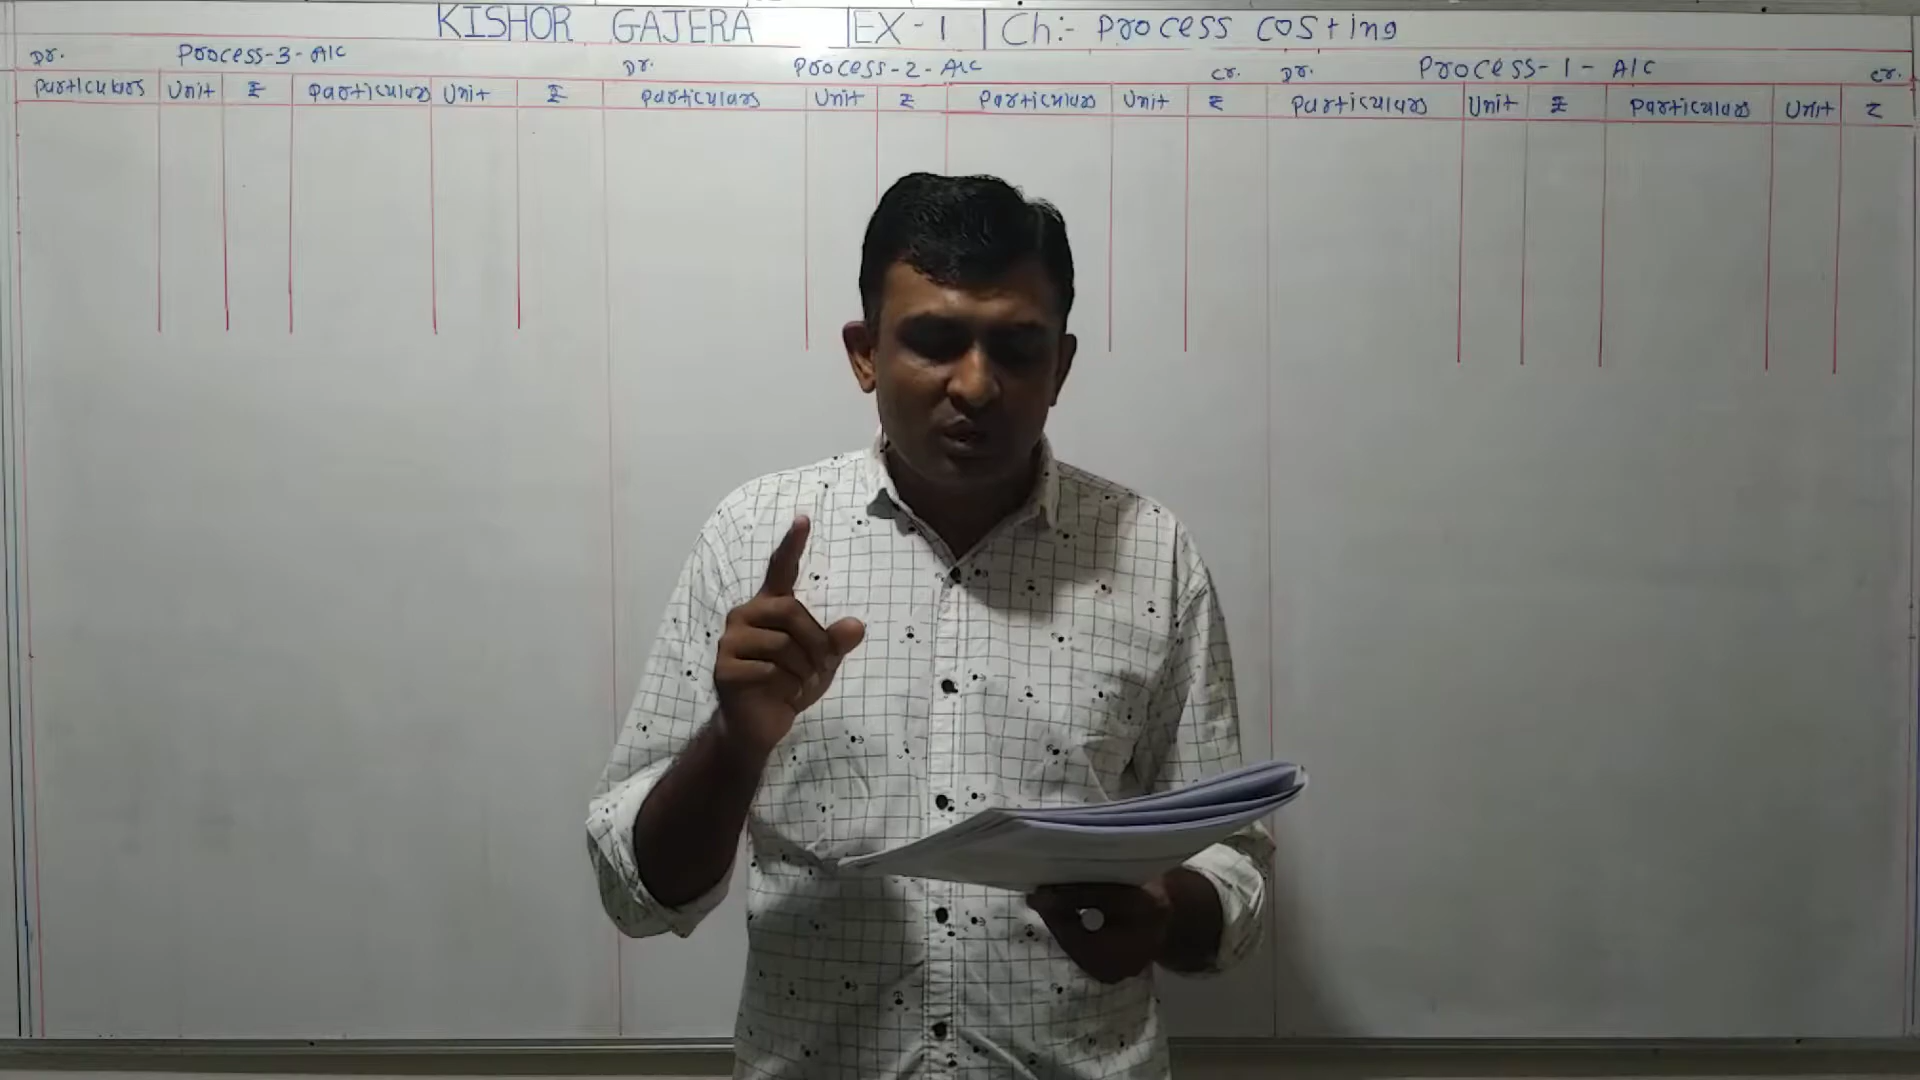 KISHOR GAJERA | EX-1 | Ch:- Process costing
Dr. Process-3-A/c
Particulars Unit ₹ Particulars Unit ₹
Dr. Process-2-A/c Cr.
Particulars Unit ₹ Particulars Unit ₹
Dr. Process-1-A/c Cr.
Particulars Unit ₹ Particulars Unit ₹